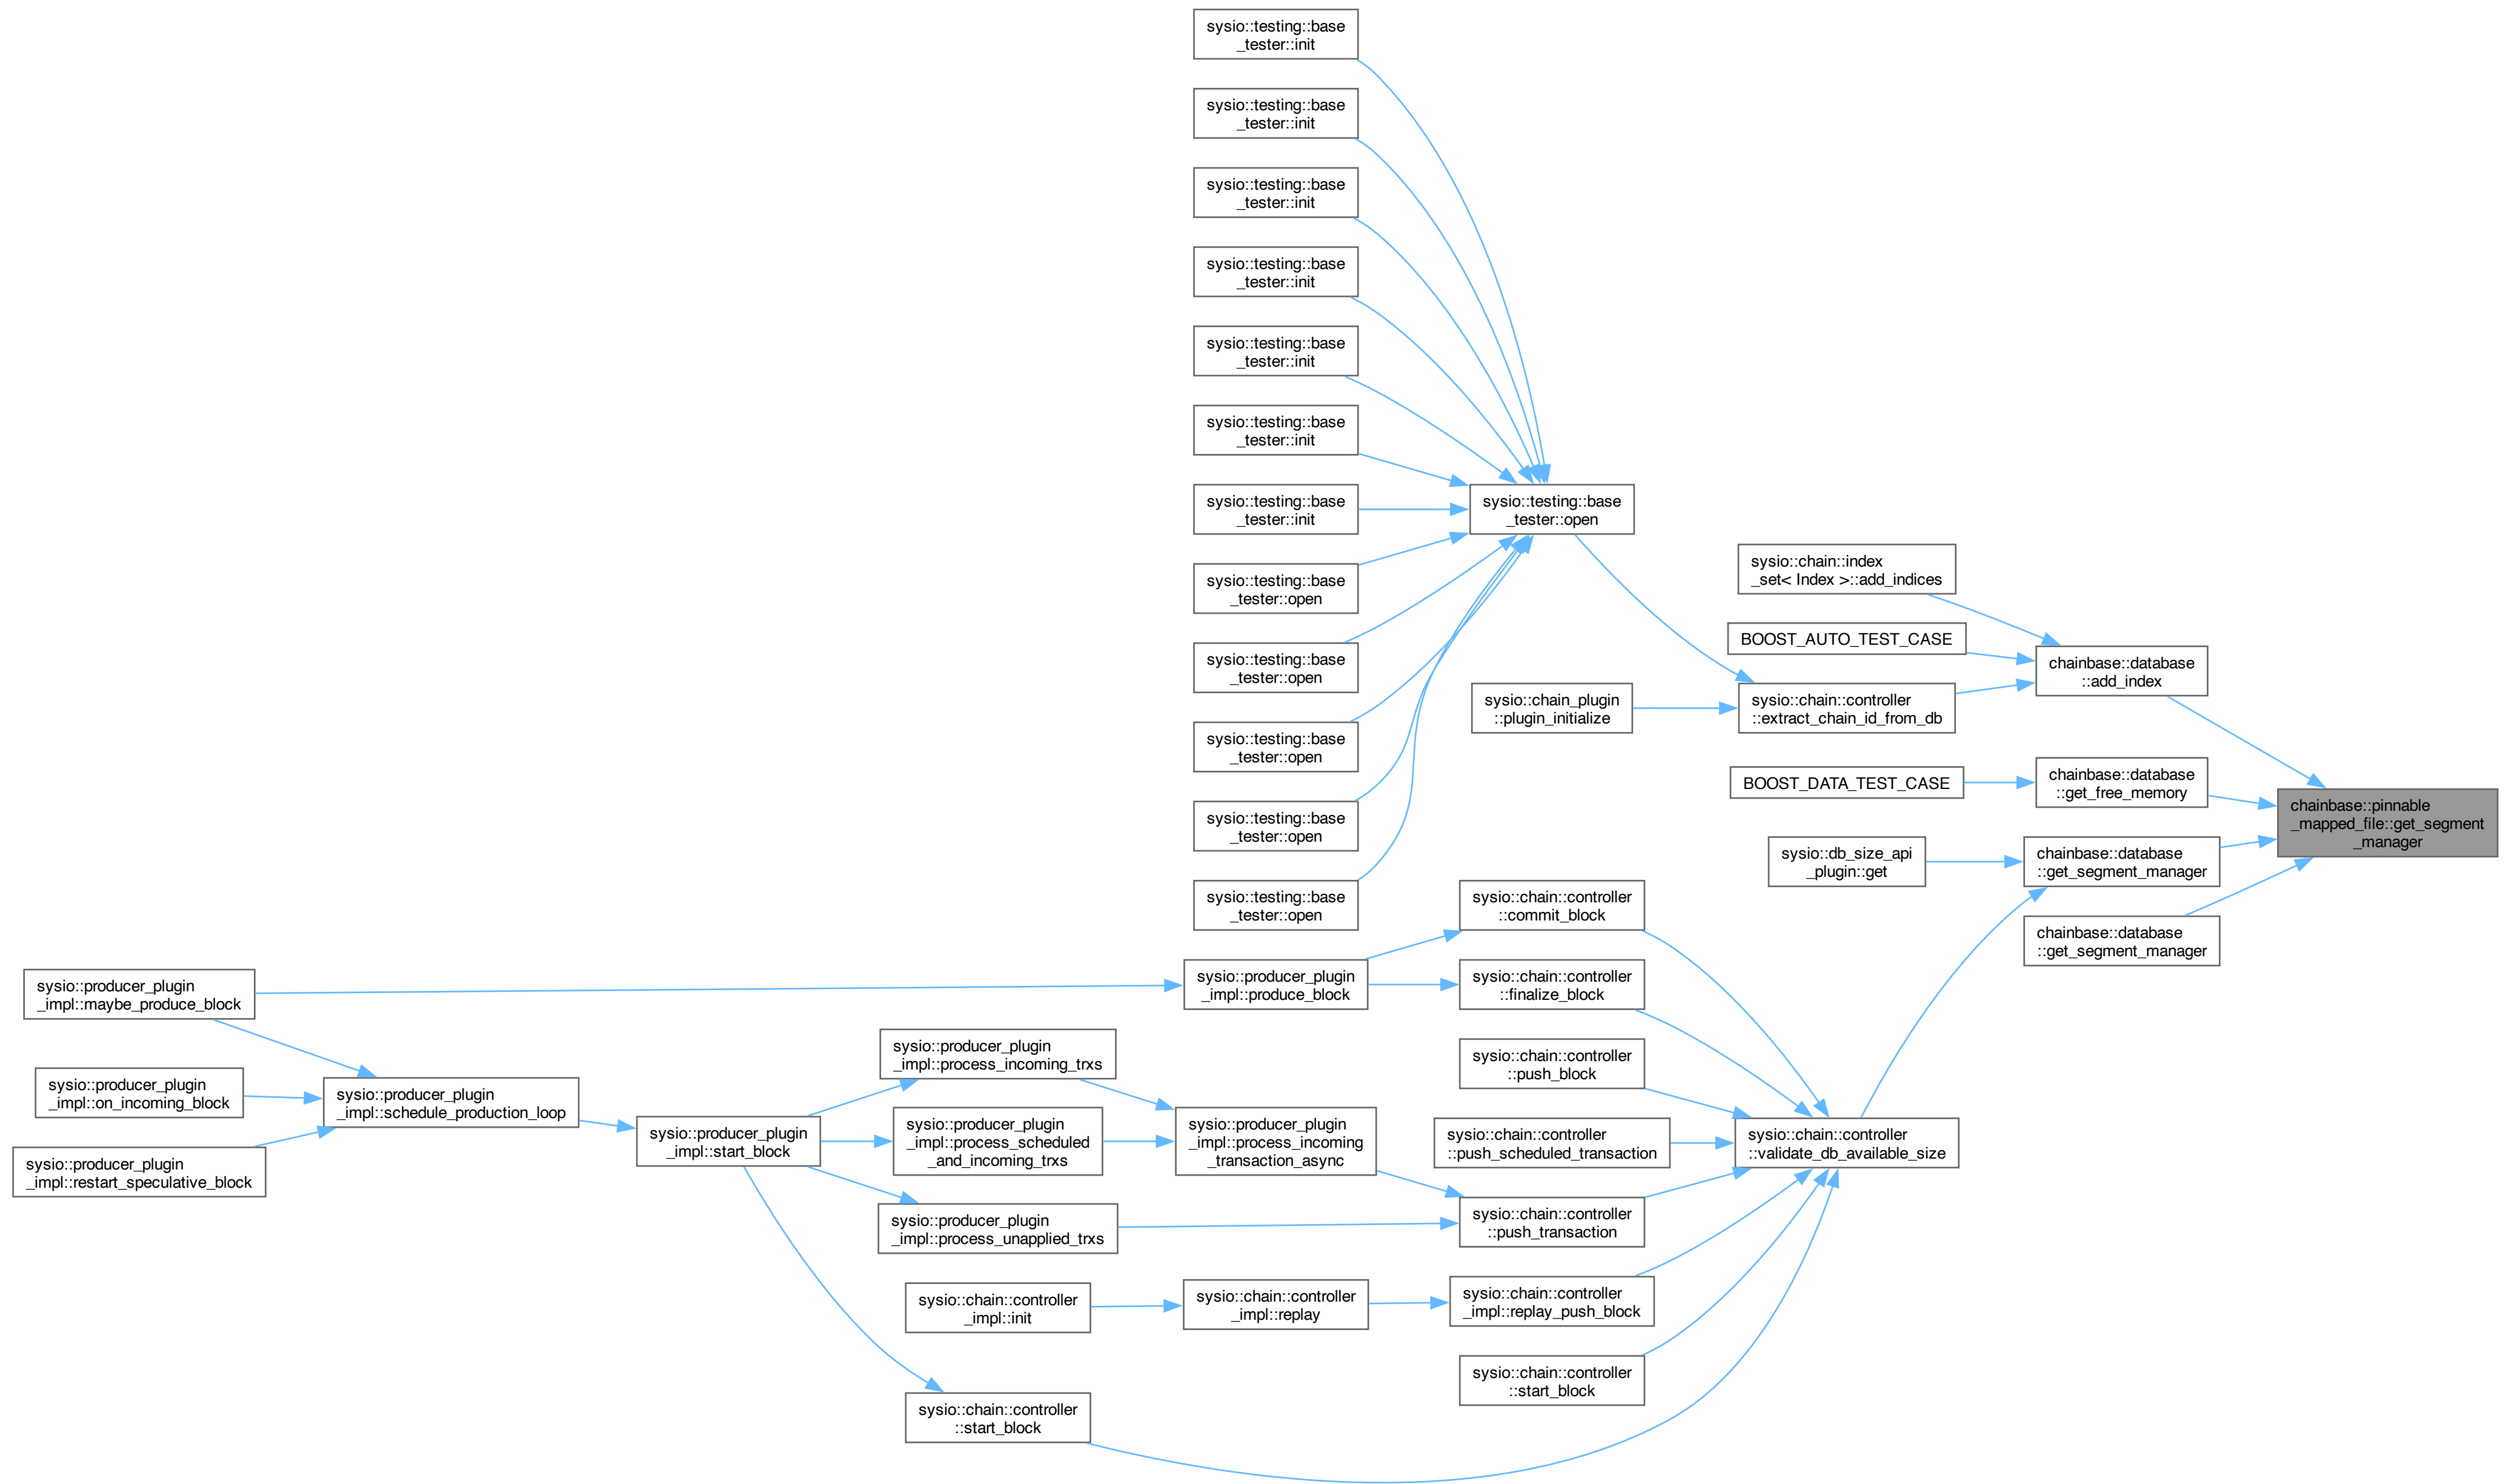 sysio::testing::base
_tester::init
sysio::testing::base
_tester::init
sysio::testing::base
_tester::init
sysio::testing::base
_tester::init
sysio::testing::base
_tester::init
sysio::testing::base
_tester::init
sysio::testing::base
_tester::init
sysio::testing::base
_tester::open
sysio::testing::base
_tester::open
sysio::testing::base
_tester::open
sysio::testing::base
_tester::open
sysio::testing::base
_tester::open
sysio::testing::base
_tester::open
sysio::chain::index
_set< Index >::add_indices
BOOST_AUTO_TEST_CASE
chainbase::database
::add_index
sysio::chain_plugin
::plugin_initialize
sysio::chain::controller
::extract_chain_id_from_db
BOOST_DATA_TEST_CASE
chainbase::database
::get_free_memory
chainbase::pinnable
_mapped_file::get_segment
_manager
sysio::db_size_api
_plugin::get
chainbase::database
::get_segment_manager
chainbase::database
::get_segment_manager
sysio::chain::controller
::commit_block
sysio::producer_plugin
_impl::maybe_produce_block
sysio::producer_plugin
_impl::produce_block
sysio::chain::controller
::finalize_block
sysio::producer_plugin
_impl::process_incoming_trxs
sysio::chain::controller
::push_block
sysio::producer_plugin
_impl::on_incoming_block
sysio::producer_plugin
_impl::schedule_production_loop
sysio::producer_plugin
_impl::restart_speculative_block
sysio::producer_plugin
_impl::start_block
sysio::producer_plugin
_impl::process_scheduled
_and_incoming_trxs
sysio::producer_plugin
_impl::process_incoming
_transaction_async
sysio::chain::controller
::push_scheduled_transaction
sysio::chain::controller
::validate_db_available_size
sysio::producer_plugin
_impl::process_unapplied_trxs
sysio::chain::controller
::push_transaction
sysio::chain::controller
_impl::init
sysio::chain::controller
_impl::replay
sysio::chain::controller
_impl::replay_push_block
sysio::chain::controller
::start_block
sysio::chain::controller
::start_block